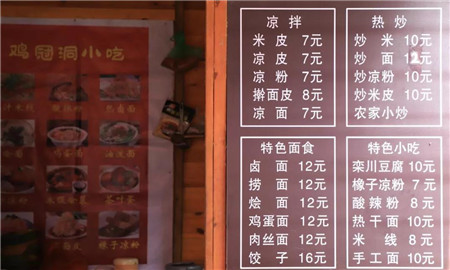 鸡冠洞小吃
凉拌
米皮 7元
凉皮 7元
凉粉 7元
擀面皮 8元
凉面 7元
热炒
炒米 10元
炒面 12元
炒凉粉 10元
炒米皮 10元
农家小炒
特色面食
卤面 12元
捞面 12元
烩面 12元
鸡蛋面 12元
肉丝面 12元
饺子 16元
特色小吃
栾川豆腐 10元
橡子凉粉 7元
酸辣粉 8元
热干面 10元
米线 8元
手工面 10元